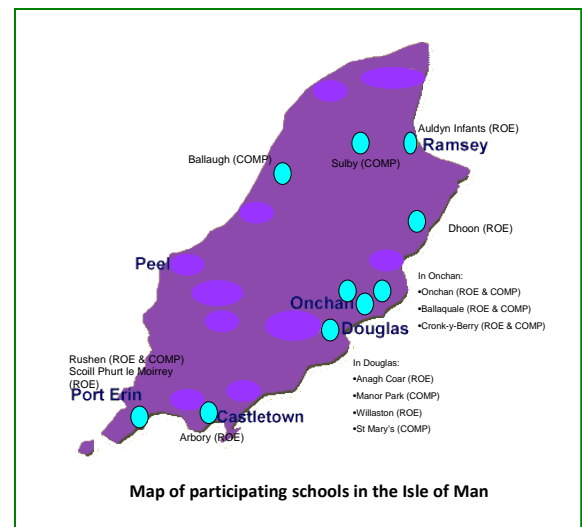 Auldyn Infants (ROE)
Ramsey
Ballaugh (COMP)
Sulby (COMP)
Dhoon (ROE)
Peel
In Onchan:
•Onchan (ROE & COMP)
•Ballaquale (ROE & COMP)
•Cronk-y-Berry (ROE & COMP)
Onchan
Douglas
In Douglas:
•Anagh Coar (ROE)
•Manor Park (COMP)
•Willaston (ROE)
•St Mary's (COMP)
Rushen (ROE & COMP)
Scoill Phurt le Moirrey
(ROE)
Port Erin
Castletown
Arbory (ROE)
Map of participating schools in the Isle of Man